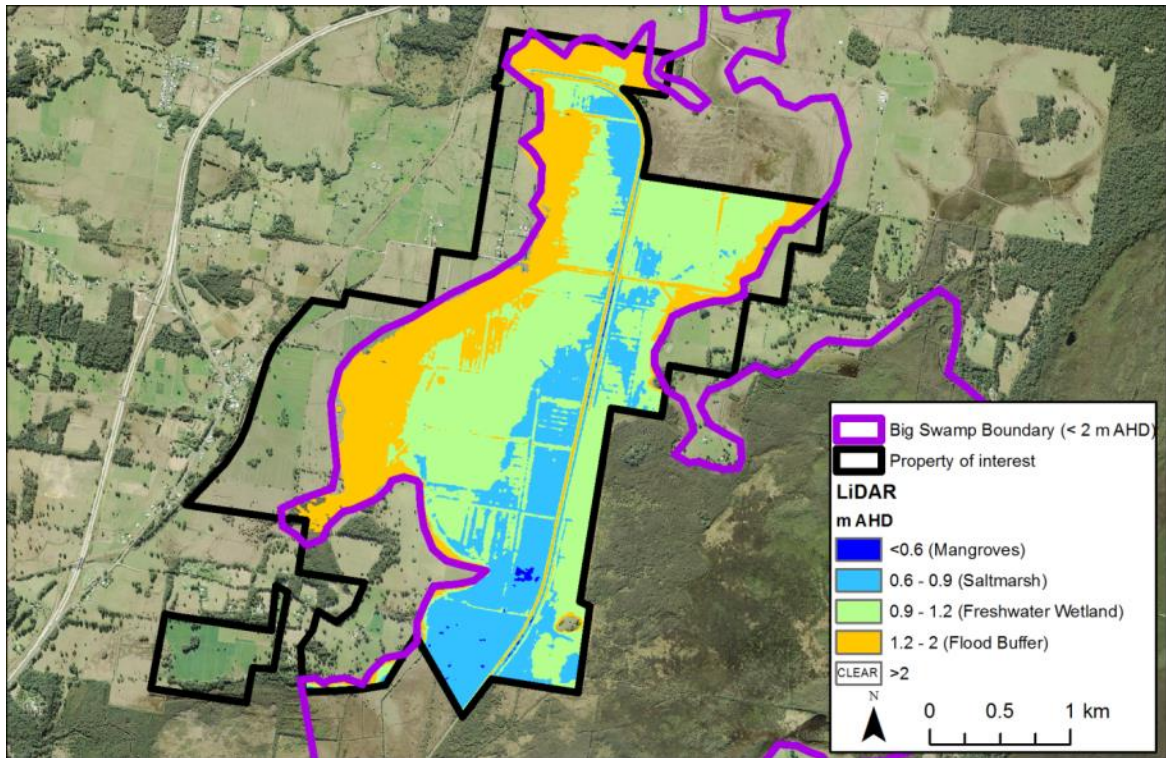 Big Swamp Boundary (< 2 m AHD)
Property of interest
LiDAR
m AHD
<0.6 (Mangroves)
0.6 - 0.9 (Saltmarsh)
0.9 - 1.2 (Freshwater Wetland)
1.2 - 2 (Flood Buffer)
CLEAR >2
N
0 0.5 1 km